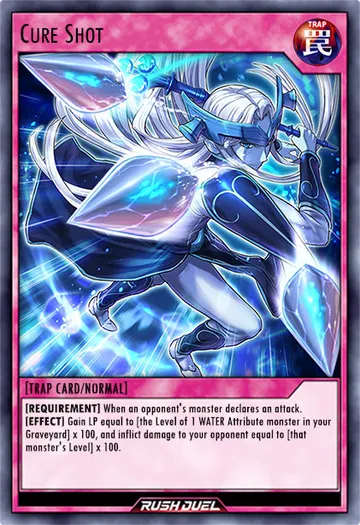 CURE SHOT
TRAP
罠
[TRAP CARD/NORMAL]
[REQUIREMENT] When an opponent's monster declares an attack.
[EFFECT] Gain LP equal to [the Level of 1 WATER Attribute monster in
your Graveyard] x 100, and inflict damage to your opponent equal to [that
monster's Level] x 100.
RUSH DUEL